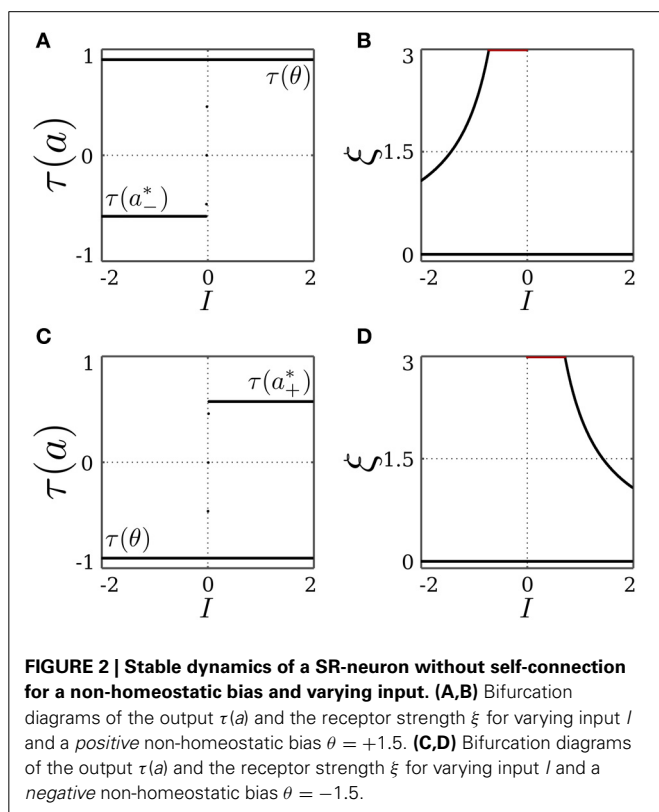 A
B
1
τ(θ)
τ(a)
0
τ(a*₋)
-1
-2
0
2
I
3
ξ
1.5
0
-2
0
2
I
C
D
1
τ(a*₊)
τ(a)
0
τ(θ)
-1
-2
0
2
I
3
ξ
1.5
0
-2
0
2
I
FIGURE 2 | Stable dynamics of a SR-neuron without self-connection
for a non-homeostatic bias and varying input. (A,B) Bifurcation
diagrams of the output τ(a) and the receptor strength ξ for varying input I
and a positive non-homeostatic bias θ = +1.5. (C,D) Bifurcation diagrams
of the output τ(a) and the receptor strength ξ for varying input I and a
negative non-homeostatic bias θ = −1.5.